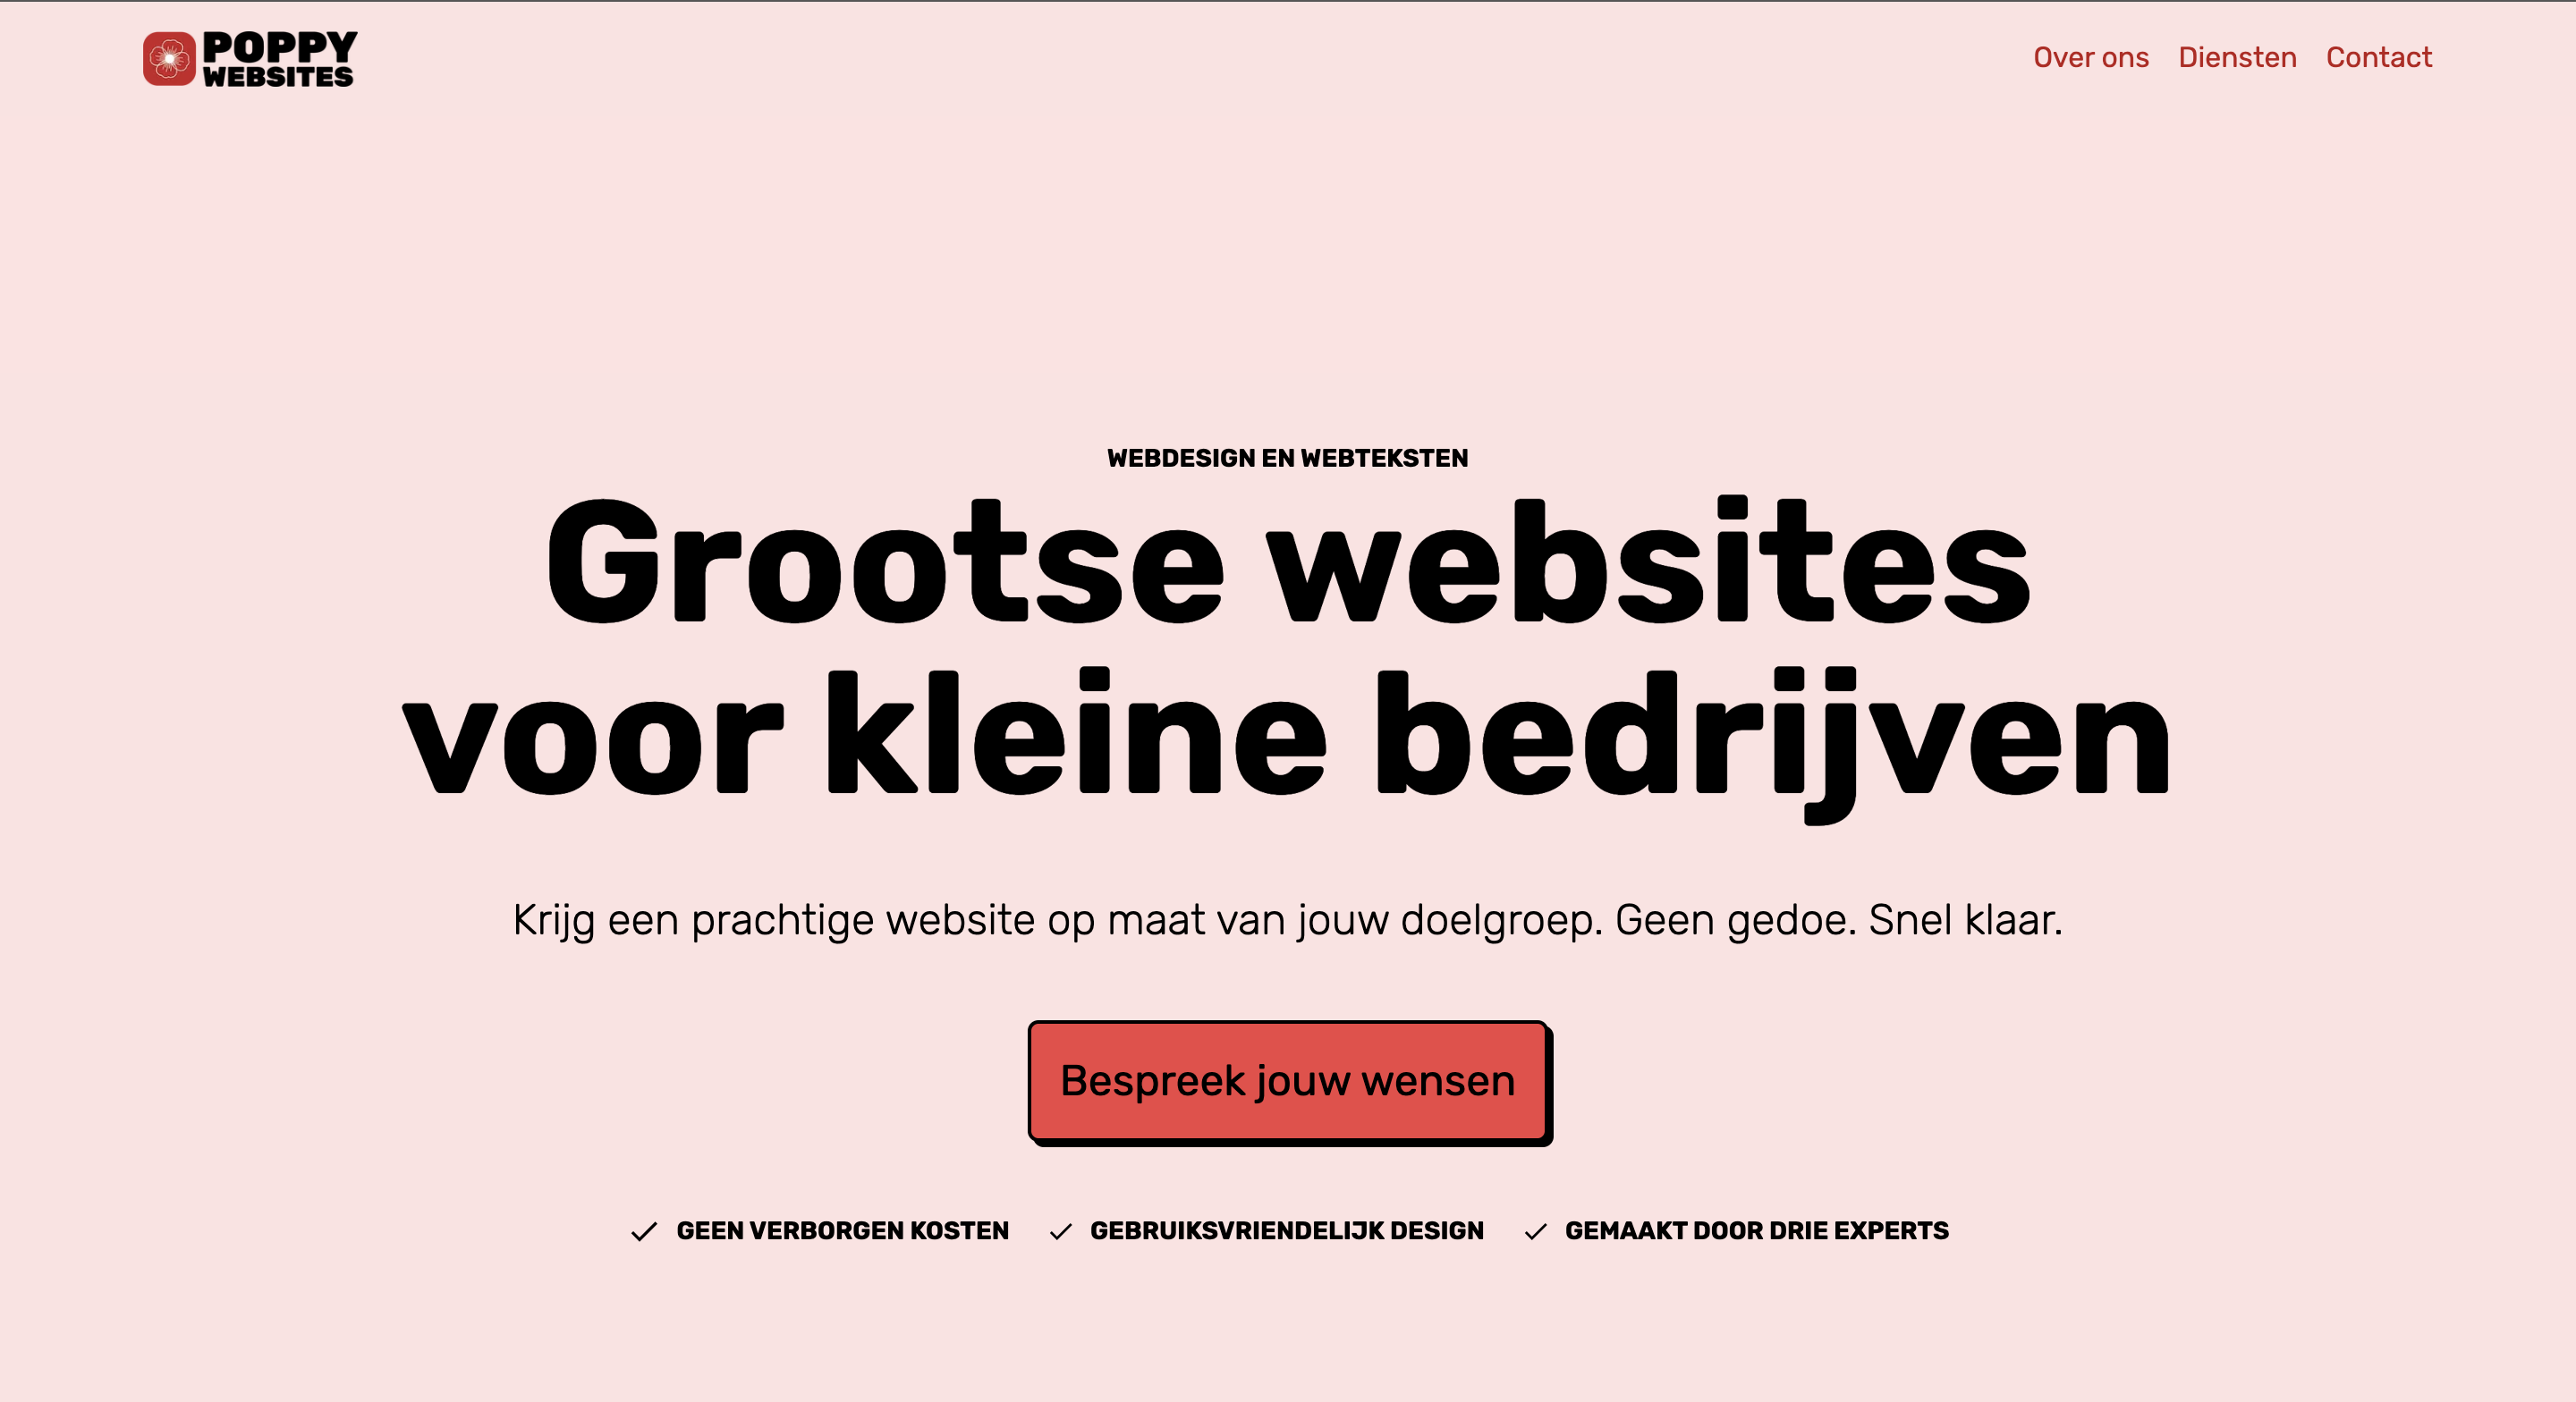 POPPY
WEBSITES
Over ons Diensten Contact
WEBDESIGN EN WEBTEKSTEN
Grootse websites
voor kleine bedrijven
Krijg een prachtige website op maat van jouw doelgroep. Geen gedoe. Snel klaar.
Bespreek jouw wensen
GEEN VERBORGEN KOSTEN GEBRUIKSVRIENDELIJK DESIGN GEMAAKT DOOR DRIE EXPERTS